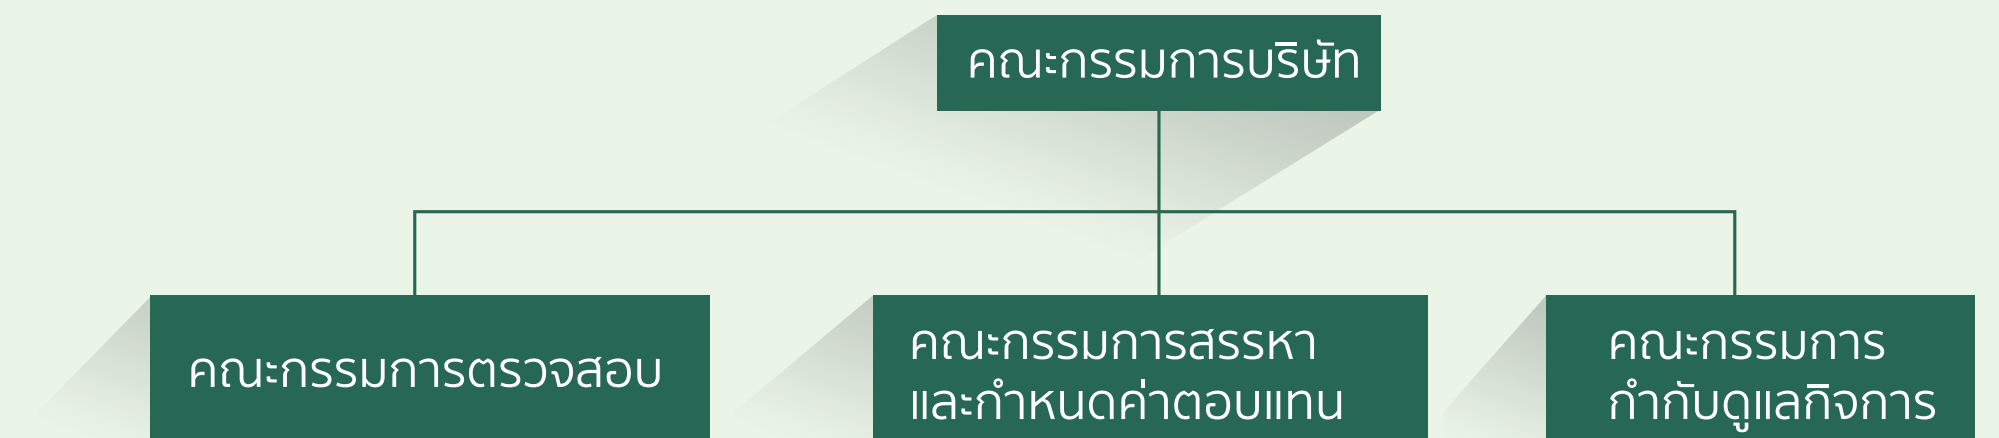 คณะกรรมการบริษัท
คณะกรรมการตรวจสอบ
คณะกรรมการสรรหา
และกำหนดค่าตอบแทน
คณะกรรมการ
กำกับดูแลกิจการ